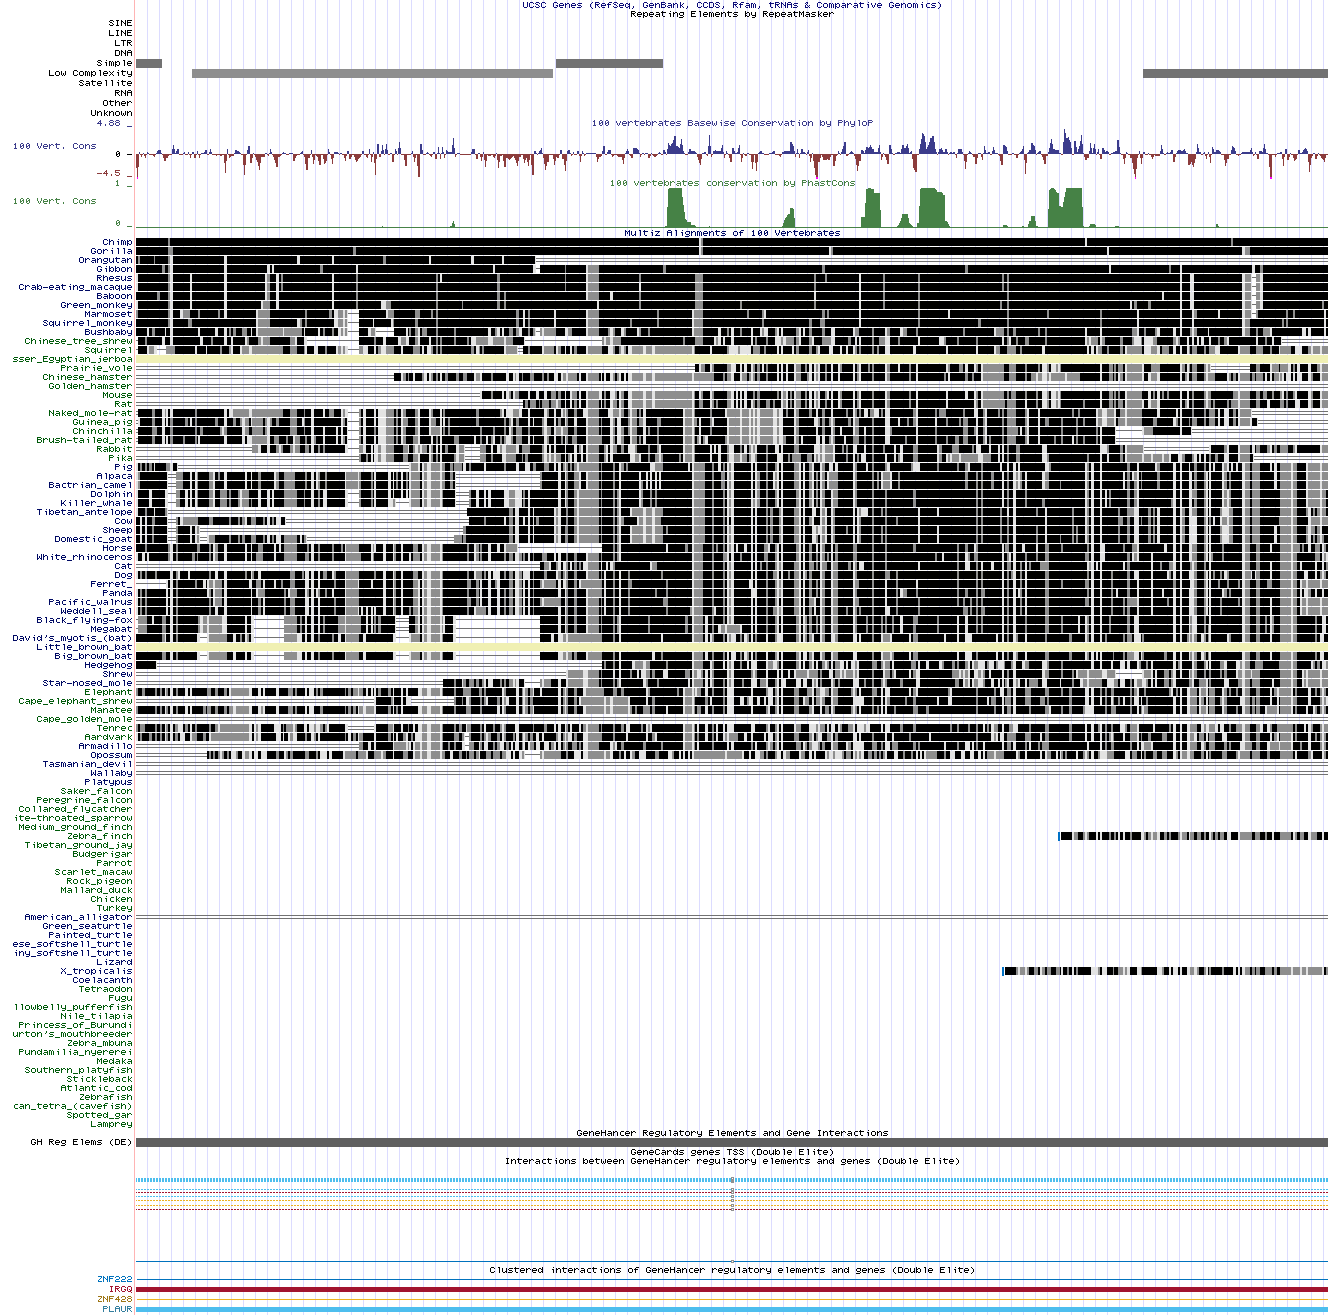 UCSC Genes (RefSeq, GenBank, CCDS, Rfam, tRNAs & Comparative Genomics)
Repeating Elements by RepeatMasker
SINE
LINE
LTR
DNA
Simple
Low Complexity
Satellite
RNA
Other
Unknown
100 vertebrates Basewise Conservation by PhyloP
4.88 _
100 Vert. Cons
0 -
-4.5 _
100 vertebrates conservation by PhastCons
1 _
100 Vert. Cons
0 _
Multiz Alignments of 100 Vertebrates
Chimp
Gorilla
Orangutan
Gibbon
Rhesus
Crab-eating_macaque
Baboon
Green_monkey
Marmoset
Squirrel_monkey
Bushbaby
Chinese_tree_shrew
Squirrel
sser_Egyptian_jerboa
Prairie_vole
Chinese_hamster
Golden_hamster
Mouse
Rat
Naked_mole-rat
Guinea_pig
Chinchilla
Brush-tailed_rat
Rabbit
Pika
Pig
Alpaca
Bactrian_camel
Dolphin
Killer_whale
Tibetan_antelope
Cow
Sheep
Domestic_goat
Horse
White_rhinoceros
Cat
Dog
Ferret_
Panda
Pacific_walrus
Weddell_seal
Black_flying-fox
Megabat
David's_myotis_(bat)
Little_brown_bat
Big_brown_bat
Hedgehog
Shrew
Star-nosed_mole
Elephant
Cape_elephant_shrew
Manatee
Cape_golden_mole
Tenrec
Aardvark
Armadillo
Opossum
Tasmanian_devil
Wallaby
Platypus
Saker_falcon
Peregrine_falcon
Collared_flycatcher
ite-throated_sparrow
Medium_ground_finch
Zebra_finch
Tibetan_ground_jay
Budgerigar
Parrot
Scarlet_macaw
Rock_pigeon
Mallard_duck
Chicken
Turkey
American_alligator
Green_seaturtle
Painted_turtle
ese_softshell_turtle
iny_softshell_turtle
Lizard
X_tropicalis
Coelacanth
Tetraodon
Fugu
llowbelly_pufferfish
Nile_tilapia
Princess_of_Burundi
urton's_mouthbreeder
Zebra_mbuna
Pundamilia_nyererei
Medaka
Southern_platyfish
Stickleback
Atlantic_cod
Zebrafish
can_tetra_(cavefish)
Spotted_gar
Lamprey
GeneHancer Regulatory Elements and Gene Interactions
GH Reg Elems (DE)
GeneCards genes TSS (Double Elite)
Interactions between GeneHancer regulatory elements and genes (Double Elite)
Clustered interactions of GeneHancer regulatory elements and genes (Double Elite)
ZNF222
IRGQ
ZNF428
PLAUR